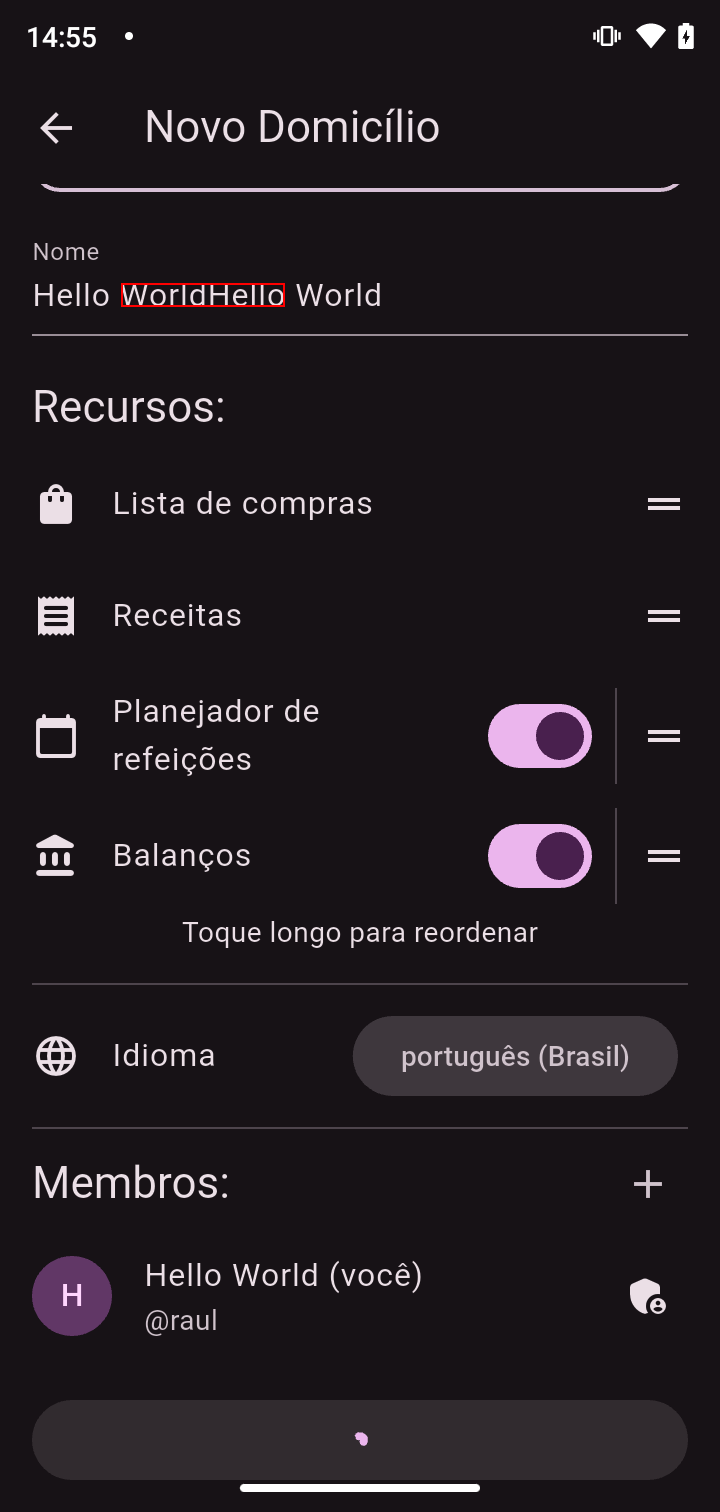 14:55
Novo Domicílio
Nome
Hello WorldHello World
Recursos:
Lista de compras
Receitas
Planejador de
refeições
Balanços
Toque longo para reordenar
Idioma
português (Brasil)
Membros:
H
Hello World (você)
@raul